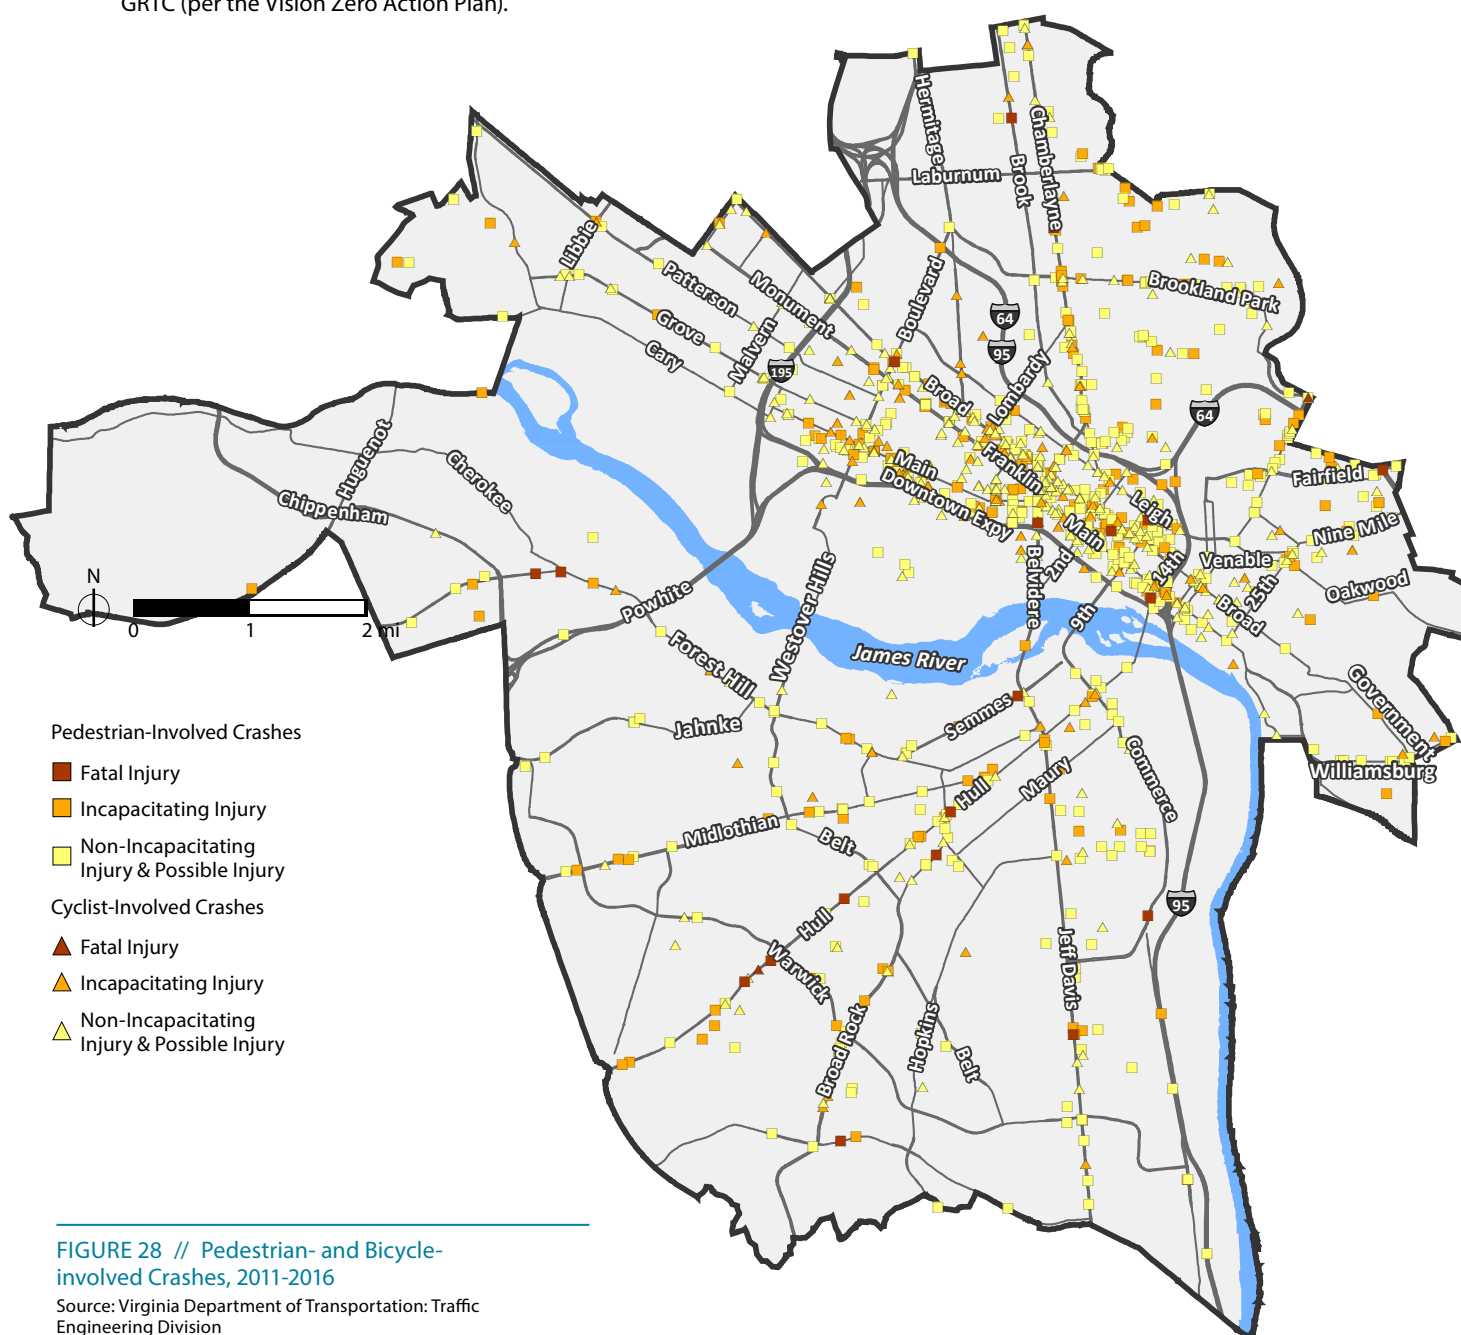 GRTC (per the Vision Zero Action Plan).
Hermitage
Chamberlayne
Brook
Laburnum
Libbie
Patterson
Monument
Boulevard
Brookland Park
Grove
Malvern
Cary
64
95
195
Broad
Lombardy
64
Huguenot
Cherokee
Chippenham
Main
Franklin
Downtown Expy
Leigh
Fairfield
Nine Mile
Main
Venable
14th
2nd
Belvidere
25th
Oakwood
Broad
9th
N
0
1
2 mi
Powhite
Westover Hills
James River
Forest Hill
Jahnke
Semmes
Government
Williamsburg
Commerce
Maury
Hull
Midlothian
Belt
95
Hull
Warwick
Jeff Davis
Broad Rock
Hopkins
Belt
Pedestrian-Involved Crashes
Fatal Injury
Incapacitating Injury
Non-Incapacitating
Injury & Possible Injury
Cyclist-Involved Crashes
Fatal Injury
Incapacitating Injury
Non-Incapacitating
Injury & Possible Injury
FIGURE 28 // Pedestrian- and Bicycle-
involved Crashes, 2011-2016
Source: Virginia Department of Transportation: Traffic
Engineering Division